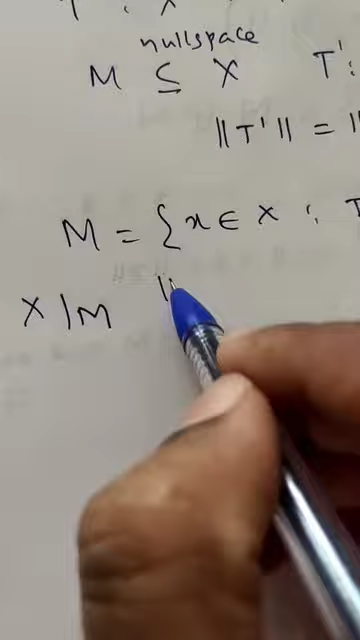 T : X
nullspace
M ⊆ X T' :
||T'|| = ||
M = {x ∈ X : T
X / M ||